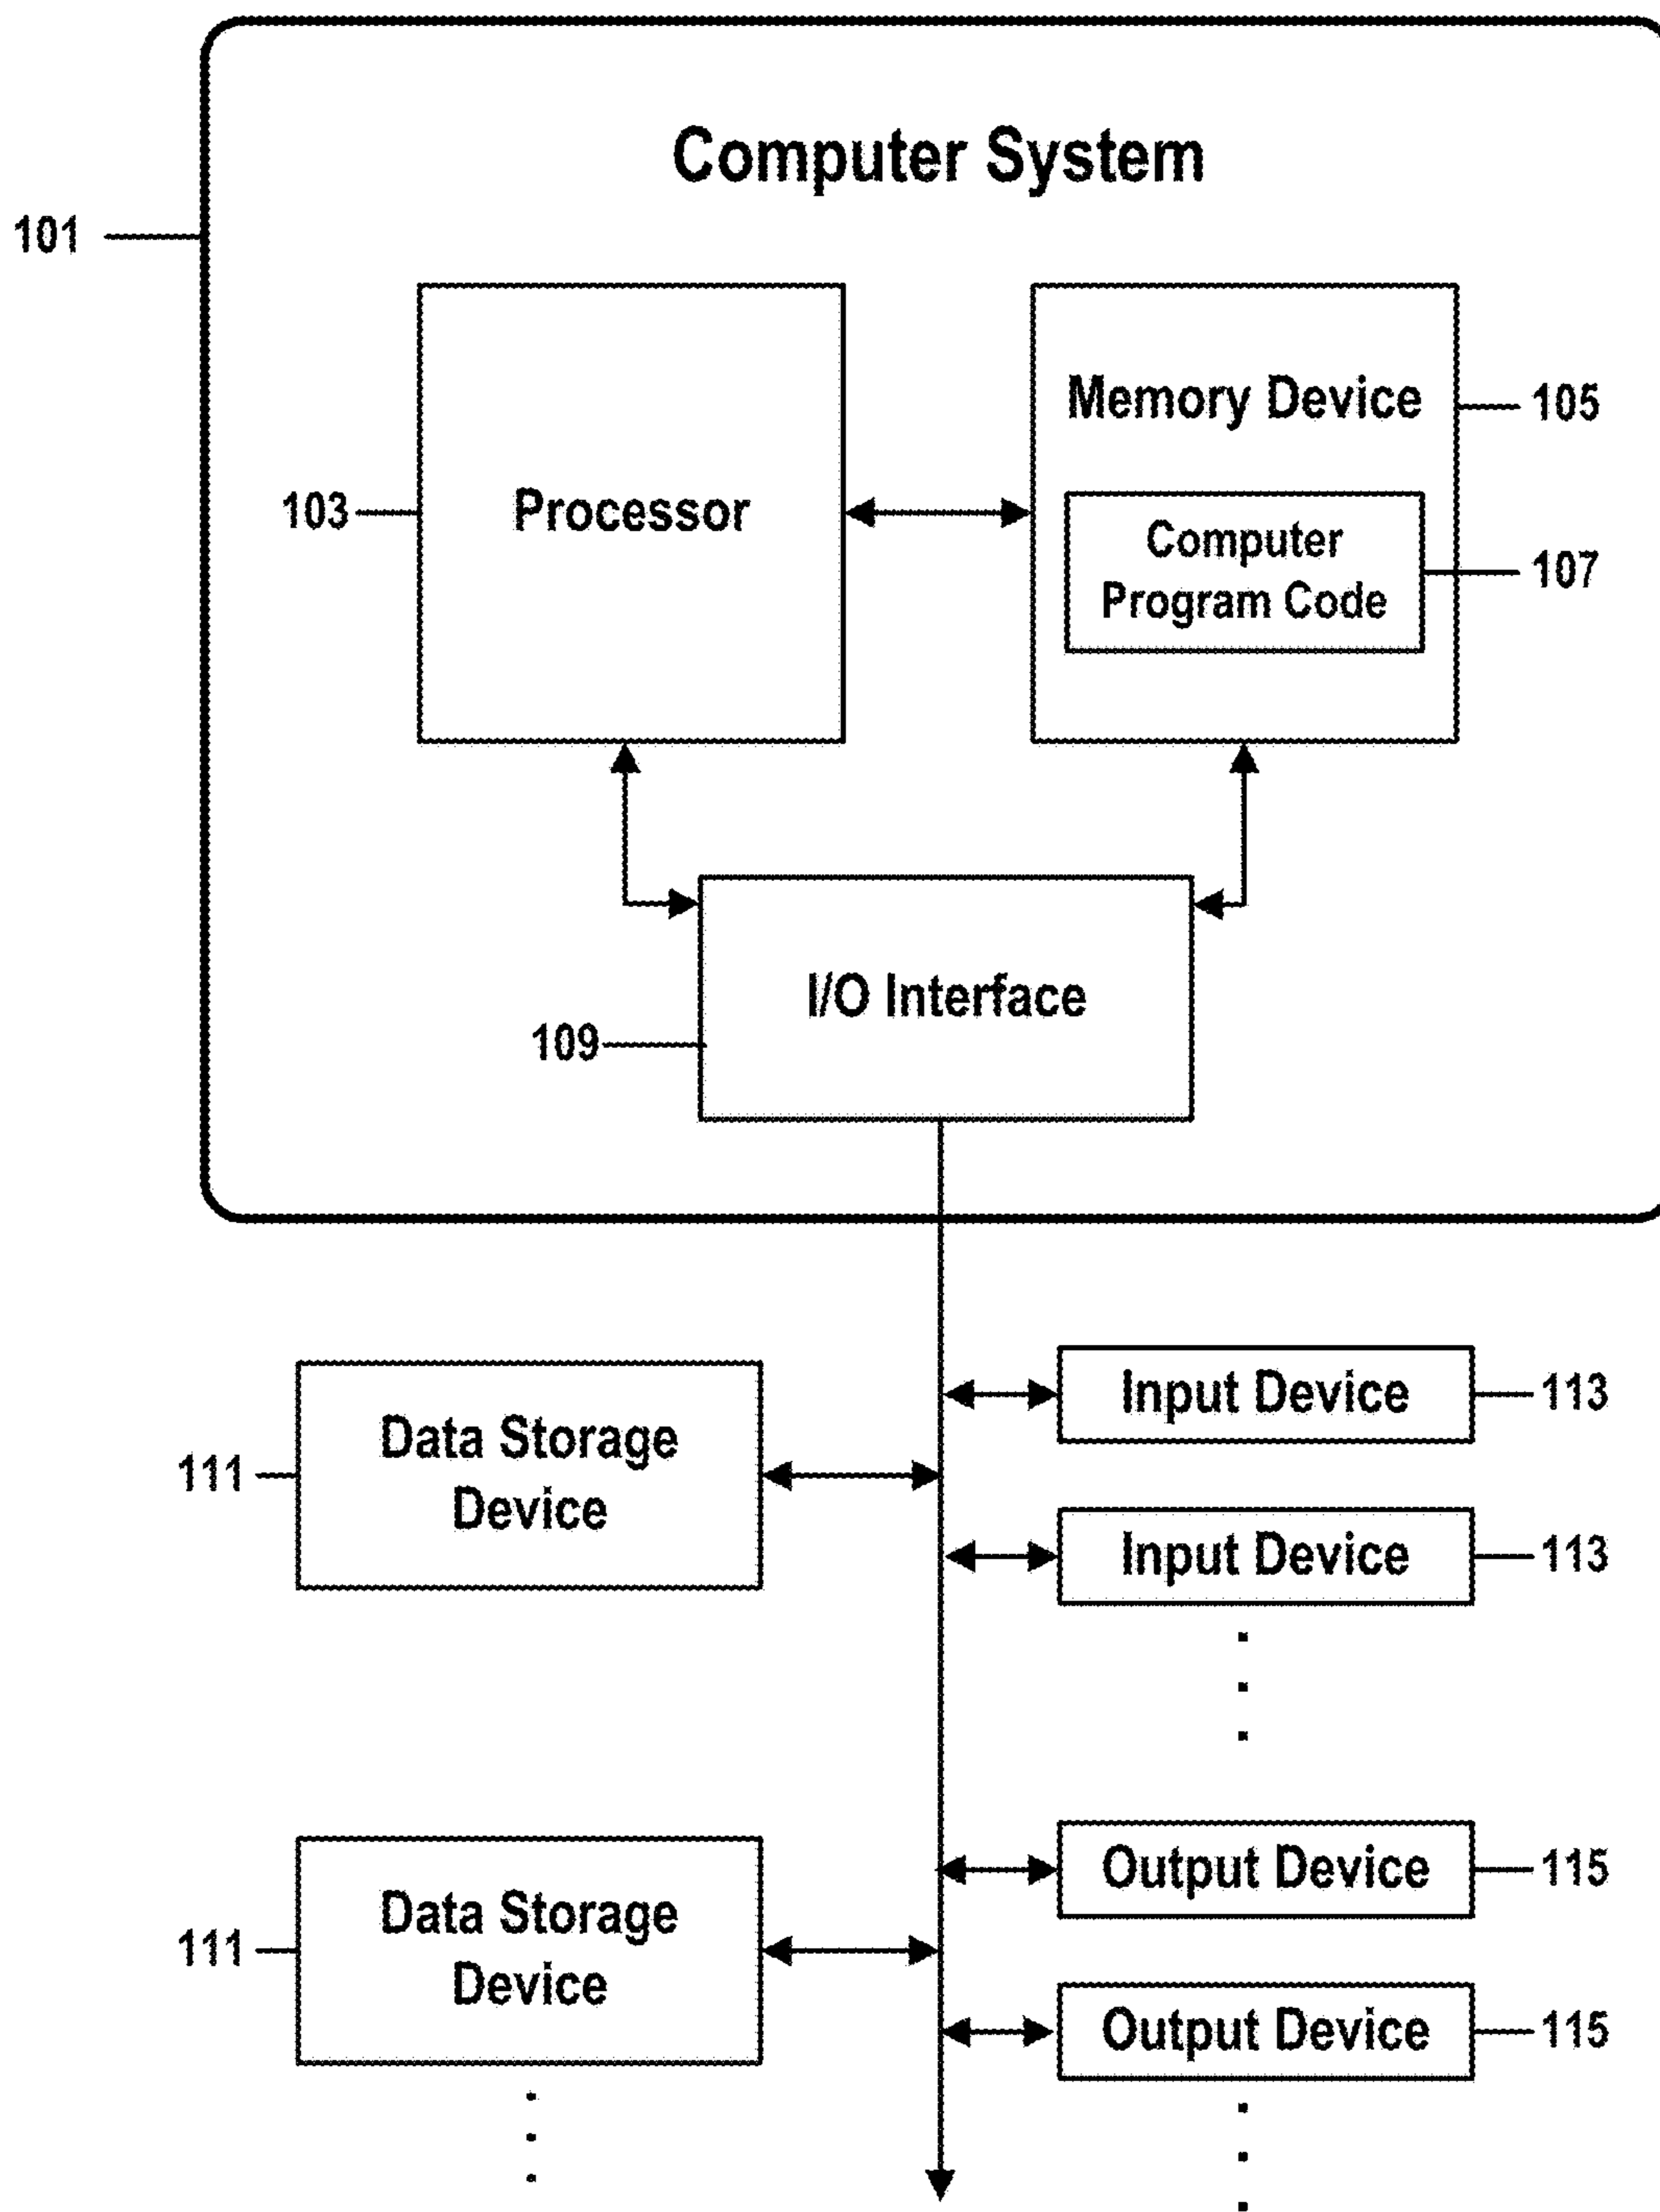 Computer System
101
Processor
103
Memory Device
105
Computer
Program Code
107
I/O Interface
109
Data Storage
Device
111
Input Device
113
Input Device
113
Data Storage
Device
111
Output Device
115
Output Device
115